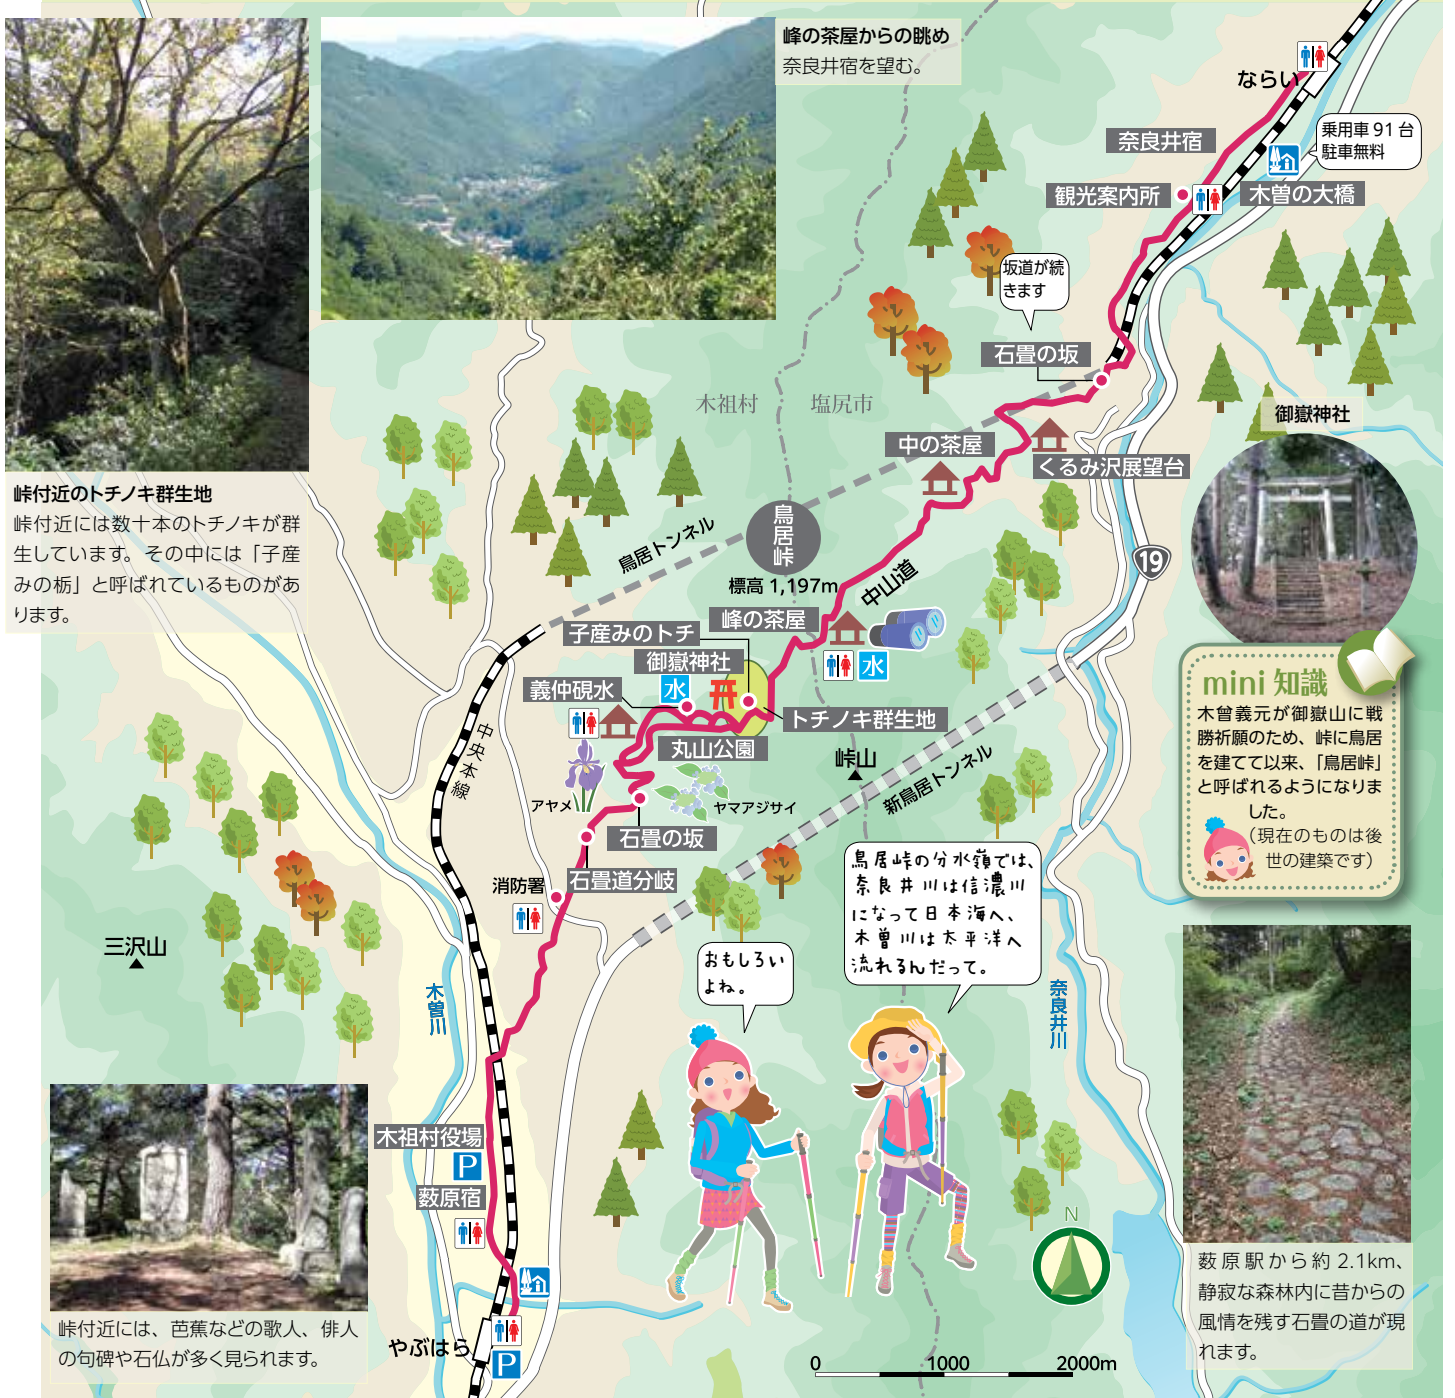 峰の茶屋からの眺め
奈良井宿を望む。
ならい
乗用車 91 台
駐車無料
奈良井宿
観光案内所
木曽の大橋
坂道が続
きます
石畳の坂
木祖村
塩尻市
御嶽神社
中の茶屋
くるみ沢展望台
峠付近のトチノキ群生地
峠付近には数十本のトチノキが群
生しています。その中には「子産
みの栃」と呼ばれているものがあ
ります。
鳥居峠
標高 1,197m
鳥居トンネル
中山道
19
峰の茶屋
水
子産みのトチ
御嶽神社
義仲硯水
水
トチノキ群生地
丸山公園
峠山
新鳥居トンネル
中央本線
アヤメ
ヤマアジサイ
石畳の坂
石畳道分岐
消防署
mini 知識
木曾義元が御嶽山に戦
勝祈願のため、峠に鳥居
を建てて以来、「鳥居峠」
と呼ばれるようになりま
した。
（現在のものは後
世の建築です）
鳥居峠の分水嶺では、
奈良井川は信濃川
になって日本海へ、
木曽川は太平洋へ
流れるんだって。
おもしろい
よね。
三沢山
木曽川
奈良井川
木祖村役場
P
藪原宿
やぶはら
P
峠付近には、芭蕉などの歌人、俳人
の句碑や石仏が多く見られます。
N
0 1000 2000m
薮原駅から約 2.1km、
静寂な森林内に昔からの
風情を残す石畳の道が現
れます。